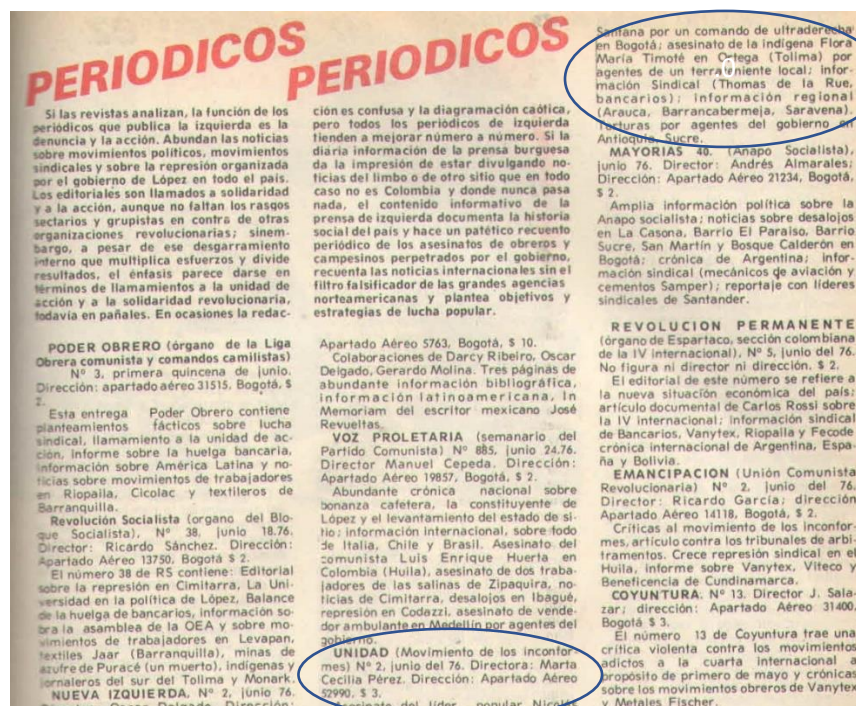 PERIODICOS
PERIODICOS
Si las revistas analizan, la función de los
periódicos que publica la izquierda es la
denuncia y la acción. Abundan las noticias
sobre movimientos políticos, movimientos
sindicales y sobre la represión organizada
por el gobierno de López en todo el país.
Los editoriales son llamados a solidaridad
y a la acción, aunque no faltan los rasgos
sectarios y grupistas en contra de otras
organizaciones revolucionarias; sinem-
bargo, a pesar de ese desgarramiento
interno que multiplica esfuerzos y divide
resultados, el énfasis parece darse en
términos de llamamientos a la unidad de
acción y a la solidaridad revolucionaria,
todavía en pañales. En ocasiones la redac-
ción es confusa y la diagramación caótica,
pero todos los periódicos de izquierda
tienden a mejorar número a número. Si la
diaria información de la prensa burguesa
da la impresión de estar divulgando no-
ticias del limbo o de otro sitio que en todo
caso no es Colombia y donde nunca pasa
nada, el contenido informativo de la
prensa de izquierda documenta la historia
social del país y hace un patético recuento
periódico de los asesinatos de obreros y
campesinos perpetrados por el gobierno,
recuenta las noticias internacionales sin el
filtro falsificador de las grandes agencias
norteamericanas y plantea objetivos y
estrategias de lucha popular.
PODER OBRERO (órgano de la Liga
Obrera comunista y comandos camilistas)
Nº 3, primera quincena de junio.
Dirección: apartado aéreo 31515, Bogotá, $
2.
Esta entrega Poder Obrero contiene
planteamientos fácticos sobre lucha
sindical, llamamiento a la unidad de ac-
ción, informe sobre la huelga bancaria,
información sobre América Latina y no-
ticias sobre movimientos de trabajadores
en Riopaila, Cicolac y textileros de
Barranquilla.
Revolución Socialista (organo del Blo-
que Socialista), Nº 38, junio 18.76.
Director: Ricardo Sánchez. Dirección:
Apartado Aéreo 13750, Bogotá $ 2.
El número 38 de RS contiene: Editorial
sobre la represión en Cimitarra, La Uni-
versidad en la política de López, Balance
de la huelga de bancarios, información so-
bra la asamblea de la OEA y sobre mo-
vimientos de trabajadores en Levapan,
textiles Jaar (Barranquilla), minas de
azufre de Puracé (un muerto), indígenas y
jornaleros del sur del Tolima y Monark.
NUEVA IZQUIERDA, Nº 2, junio 76.
Apartado Aéreo 5763, Bogotá, $ 10.
Colaboraciones de Darcy Ribeiro, Oscar
Delgado, Gerardo Molina. Tres páginas de
abundante información bibliográfica,
información latinoamericana, In
Memoriam del escritor mexicano José
Revueltas.
VOZ PROLETARIA (semanario del
Partido Comunista) Nº 885, junio 24.76.
Director Manuel Cepeda. Dirección:
Apartado Aéreo 19857, Bogotá, $ 2.
Abundante crónica nacional sobre
bonanza cafetera, la constituyente de
López y el levantamiento del estado de si-
tio; información internacional, sobre todo
de Italia, Chile y Brasil. Asesinato del
comunista Luis Enrique Huerta en
Colombia (Huila), asesinato de dos traba-
jadores de las salinas de Zipaquira, no-
ticias de Cimitarra, desalojos en Ibagué,
represión en Codazzi, asesinato de vende-
dor ambulante en Medellín por agentes del
gobierno.
UNIDAD (Movimiento de los inconfor-
mes) Nº 2, junio del 76. Directora: Marta
Cecilia Pérez. Dirección: Apartado Aéreo
52990, $ 3.
Asesinato del líder popular Nicolás
Santana por un comando de ultraderecha
en Bogotá; asesinato de la indígena Flora
María Timoté en Ortega (Tolima) por
agentes de un terrateniente local; infor-
mación Sindical (Thomas de la Rue,
bancarios); información regional
(Arauca, Barrancabermeja, Saravena).
Torturas por agentes del gobierno en
Antioquia, Sucre.
MAYORIAS 40. (Anapo Socialista),
junio 76. Director: Andrés Almarales;
Dirección: Apartado Aéreo 21234, Bogotá,
$ 2.
Amplia información política sobre la
Anapo socialista; noticias sobre desalojos
en La Casona, Barrio El Paraiso, Barrio
Sucre, San Martín y Bosque Calderón en
Bogotá; crónica de Argentina; infor-
mación sindical (mecánicos de aviación y
cementos Samper); reportaje con líderes
sindicales de Santander.
REVOLUCION PERMANENTE
(órgano de Espartaco, sección colombiana
de la IV internacional), Nº 5, junio del 76.
No figura ni director ni dirección. $ 2.
El editorial de este número se refiere a
la nueva situación económica del país;
artículo documental de Carlos Rossi sobre
la IV internacional; información sindical
de Bancarios, Vanytex, Riopaila y Fecode
crónica internacional de Argentina, Espa-
ña y Bolivia.
EMANCIPACION (Unión Comunista
Revolucionaria) Nº 2, junio del 76.
Director: Ricardo García; dirección
Apartado Aéreo 14118, Bogotá, $ 2.
Críticas al movimiento de los inconfor-
mes, artículo contra los tribunales de arbi-
tramentos. Crece represión sindical en el
Huila, informe sobre Vanytex, Viteco y
Beneficencia de Cundinamarca.
COYUNTURA, Nº 13. Director J. Sala-
zar; dirección: Apartado Aéreo 31400,
Bogotá $ 3.
El número 13 de Coyuntura trae una
crítica violenta contra los movimientos
adictos a la cuarta internacional a
propósito de primero de mayo y crónicas
sobre los movimientos obreros de Vanytex
y Metales Fischer.